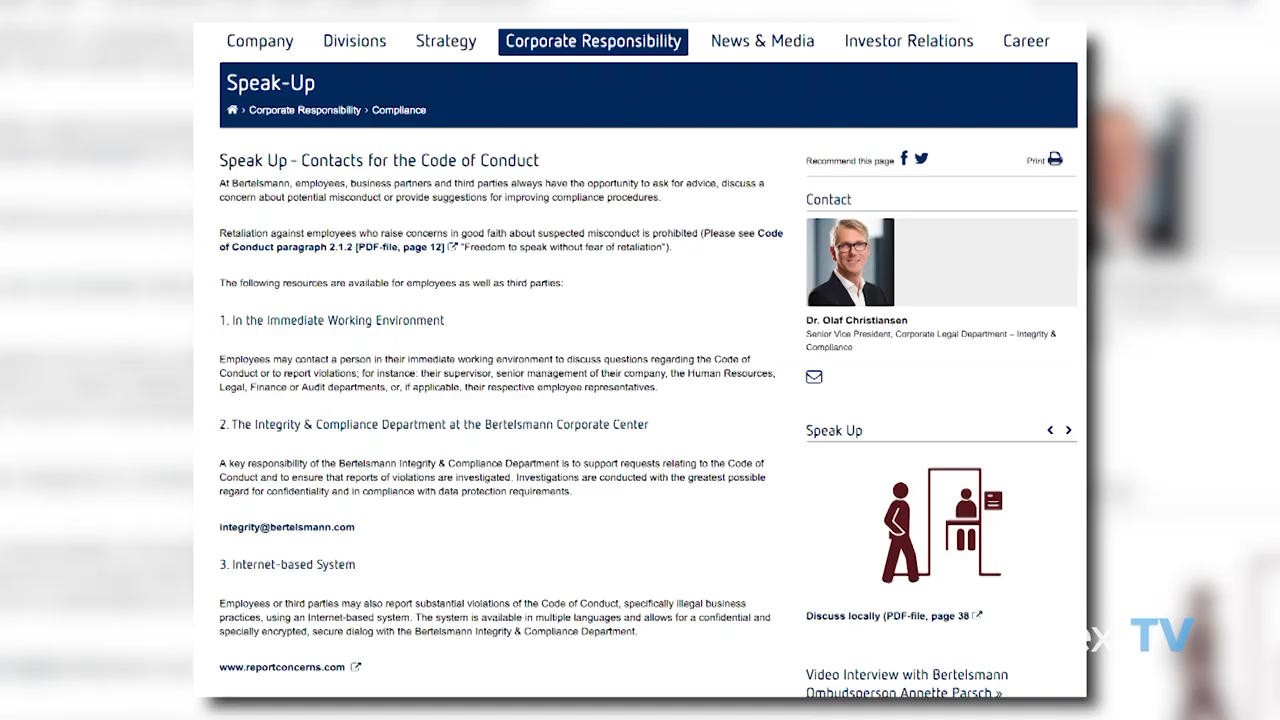 Company Divisions Strategy Corporate Responsibility News & Media Investor Relations Career
Speak-Up
› Corporate Responsibility › Compliance
Speak Up - Contacts for the Code of Conduct
At Bertelsmann, employees, business partners and third parties always have the opportunity to ask for advice, discuss a
concern about potential misconduct or provide suggestions for improving compliance procedures.
Retaliation against employees who raise concerns in good faith about suspected misconduct is prohibited (Please see Code
of Conduct paragraph 2.1.2 [PDF-file, page 12] "Freedom to speak without fear of retaliation").
The following resources are available for employees as well as third parties:
1. In the Immediate Working Environment
Employees may contact a person in their immediate working environment to discuss questions regarding the Code of
Conduct or to report violations; for instance: their supervisor, senior management of their company, the Human Resources,
Legal, Finance or Audit departments, or, if applicable, their respective employee representatives.
2. The Integrity & Compliance Department at the Bertelsmann Corporate Center
A key responsibility of the Bertelsmann Integrity & Compliance Department is to support requests relating to the Code of
Conduct and to ensure that reports of violations are investigated. Investigations are conducted with the greatest possible
regard for confidentiality and in compliance with data protection requirements.
integrity@bertelsmann.com
3. Internet-based System
Employees or third parties may also report substantial violations of the Code of Conduct, specifically illegal business
practices, using an Internet-based system. The system is available in multiple languages and allows for a confidential and
specially encrypted, secure dialog with the Bertelsmann Integrity & Compliance Department.
www.reportconcerns.com
Recommend this page
Print
Contact
Dr. Olaf Christiansen
Senior Vice President, Corporate Legal Department – Integrity &
Compliance
Speak Up
Discuss locally (PDF-file, page 38
Video Interview with Bertelsmann
Ombudsperson Annette Parsch »
ex TV